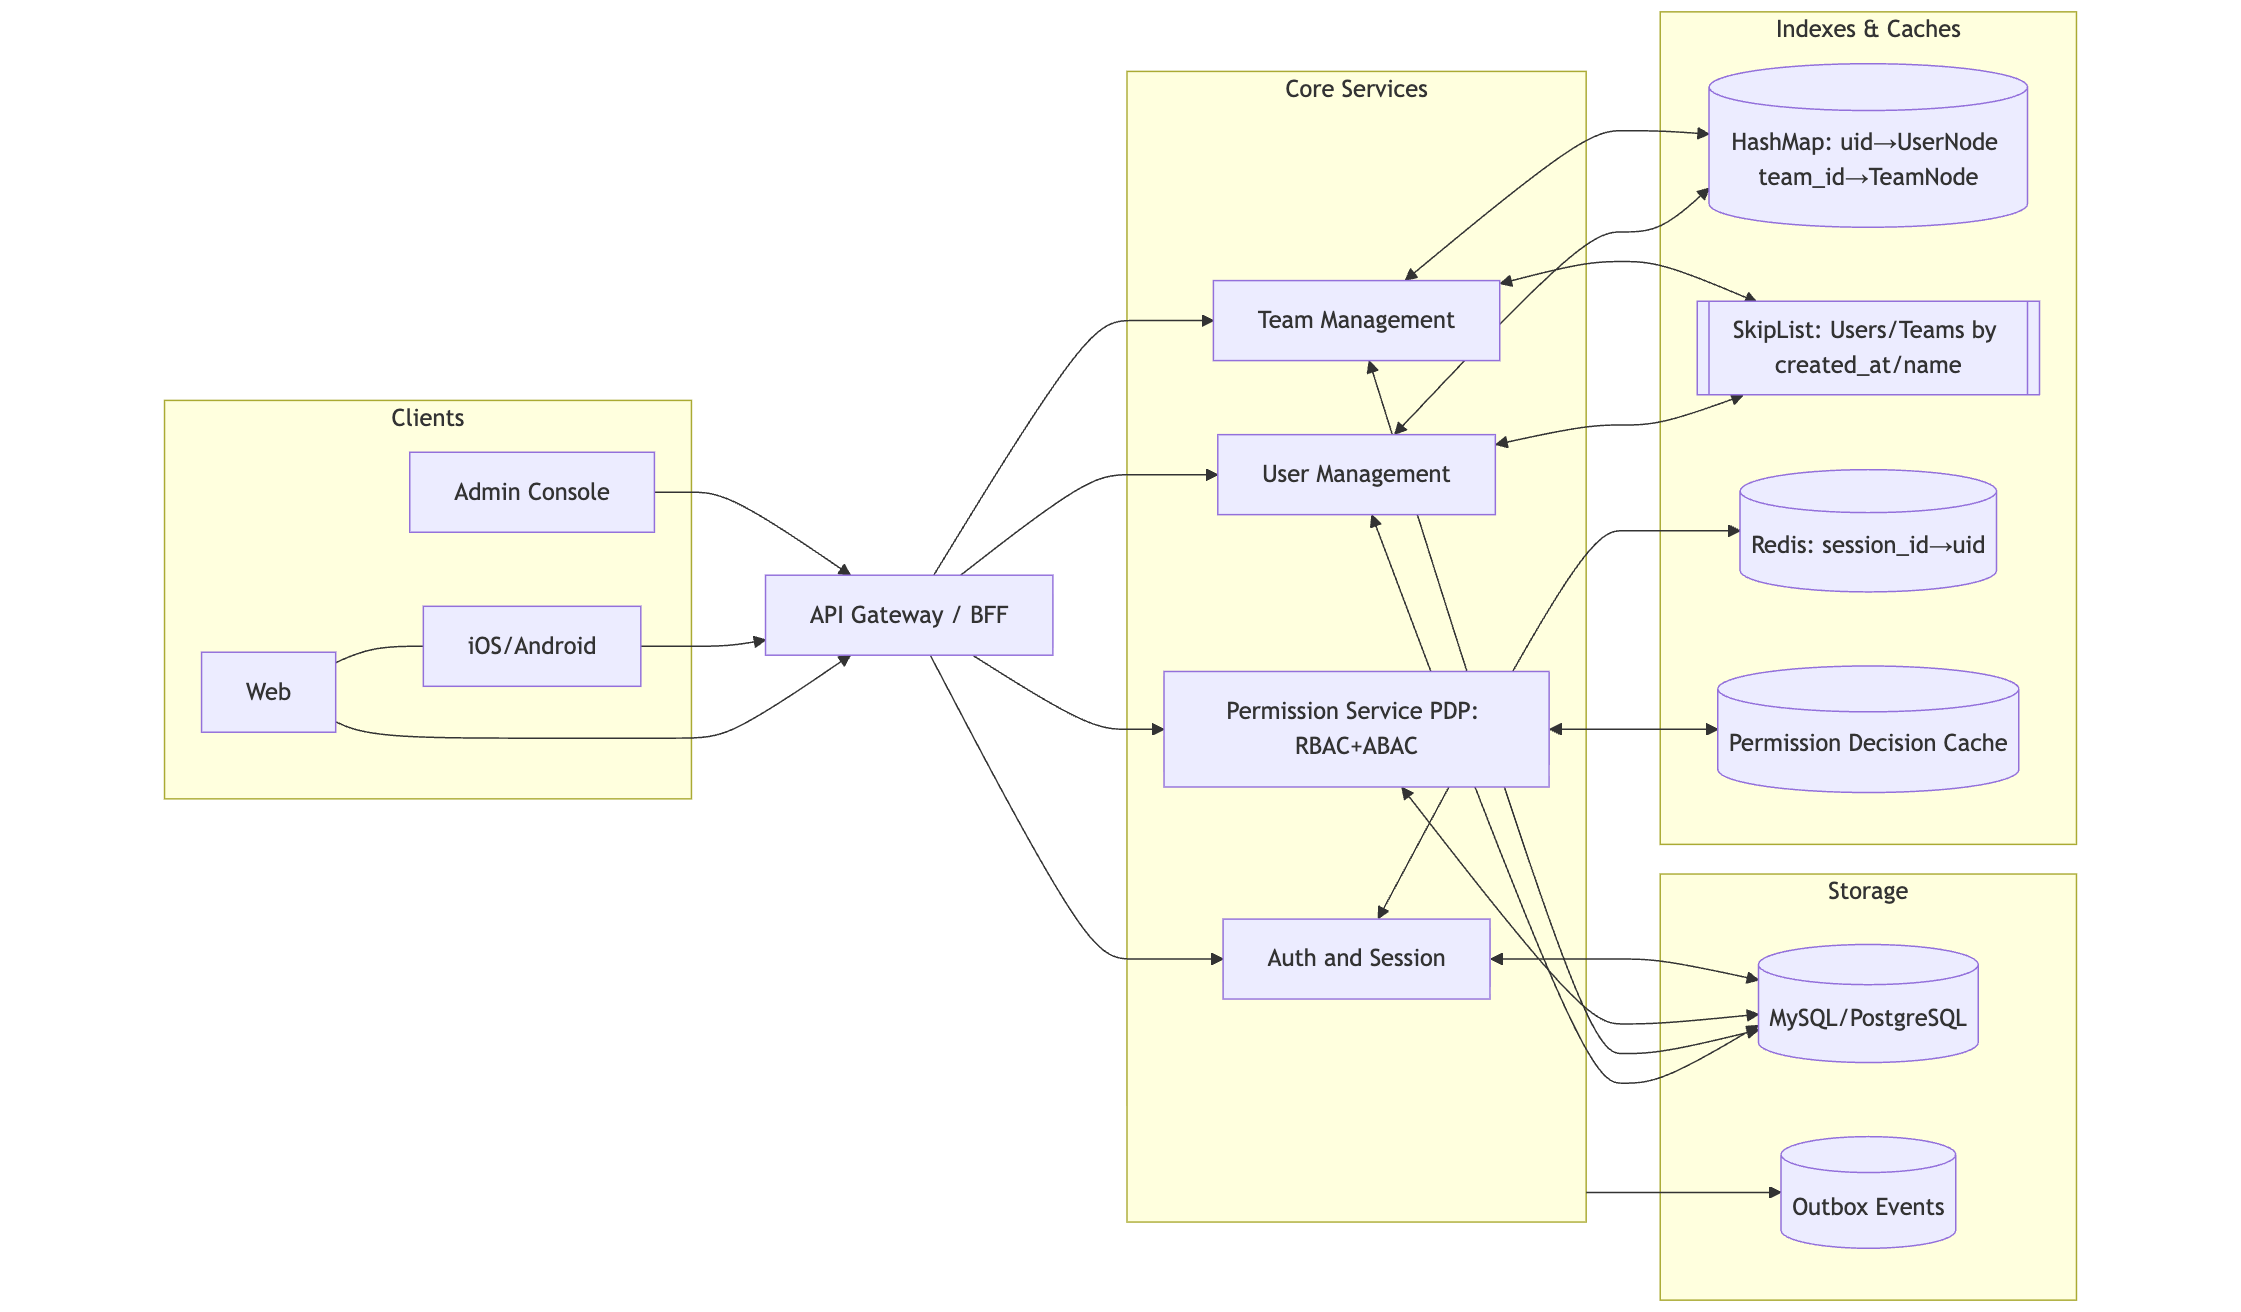 Clients
Admin Console
iOS/Android
Web
API Gateway / BFF
Core Services
Team Management
User Management
Permission Service PDP:
RBAC+ABAC
Auth and Session
Indexes & Caches
HashMap: uid→UserNode
team_id→TeamNode
SkipList: Users/Teams by
created_at/name
Redis: session_id→uid
Permission Decision Cache
Storage
MySQL/PostgreSQL
Outbox Events